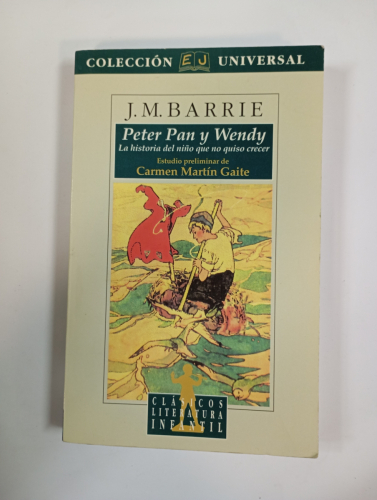 COLECCIÓN EJ UNIVERSAL
J. M. BARRIE
Peter Pan y Wendy
La historia del niño que no quiso crecer
Estudio preliminar de
Carmen Martín Gaite
CLÁSICOS
LITERATURA
INFANTIL